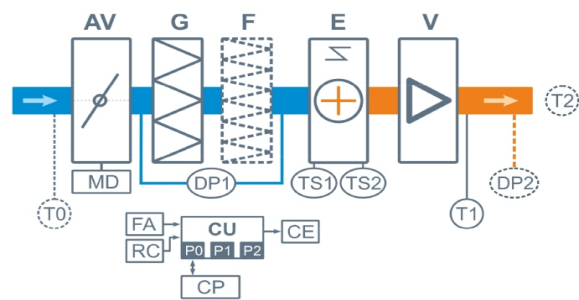 AV G F E V
T2
MD DP1 TS1 TS2 DP2
T0 T1
FA CU CE
RC P0 P1 P2
CP